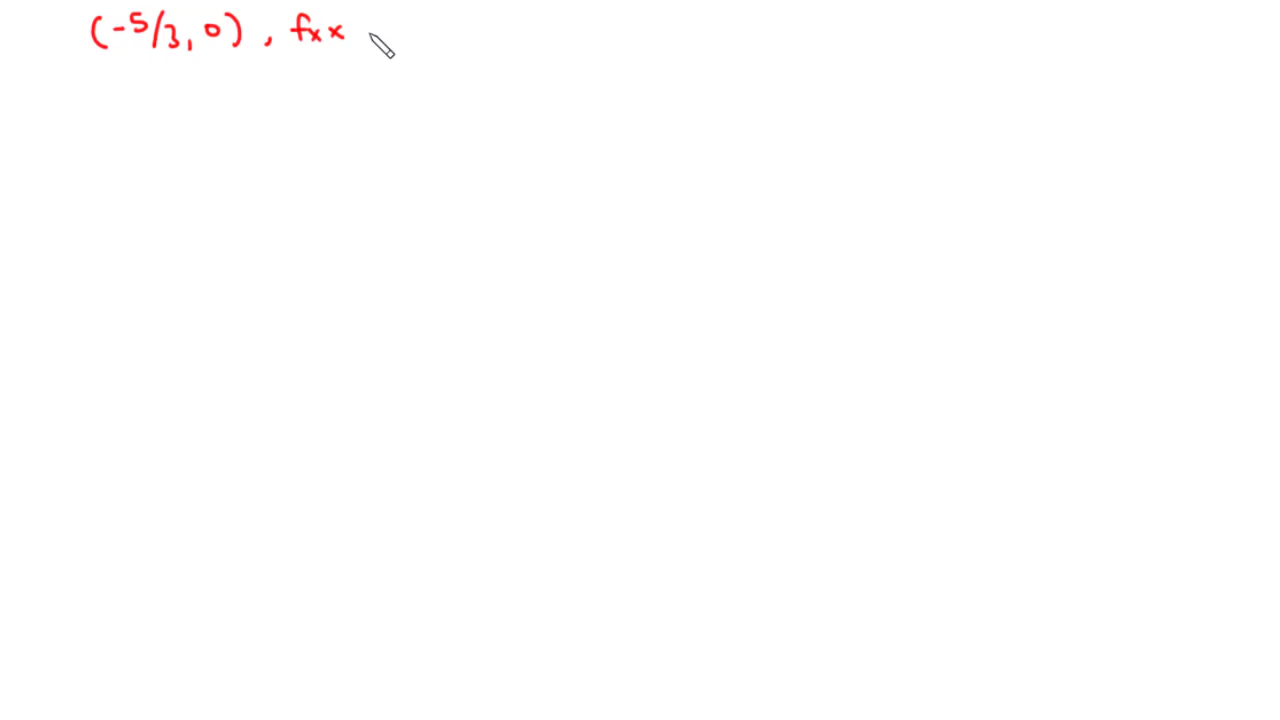 (-5/3, 0), fxx